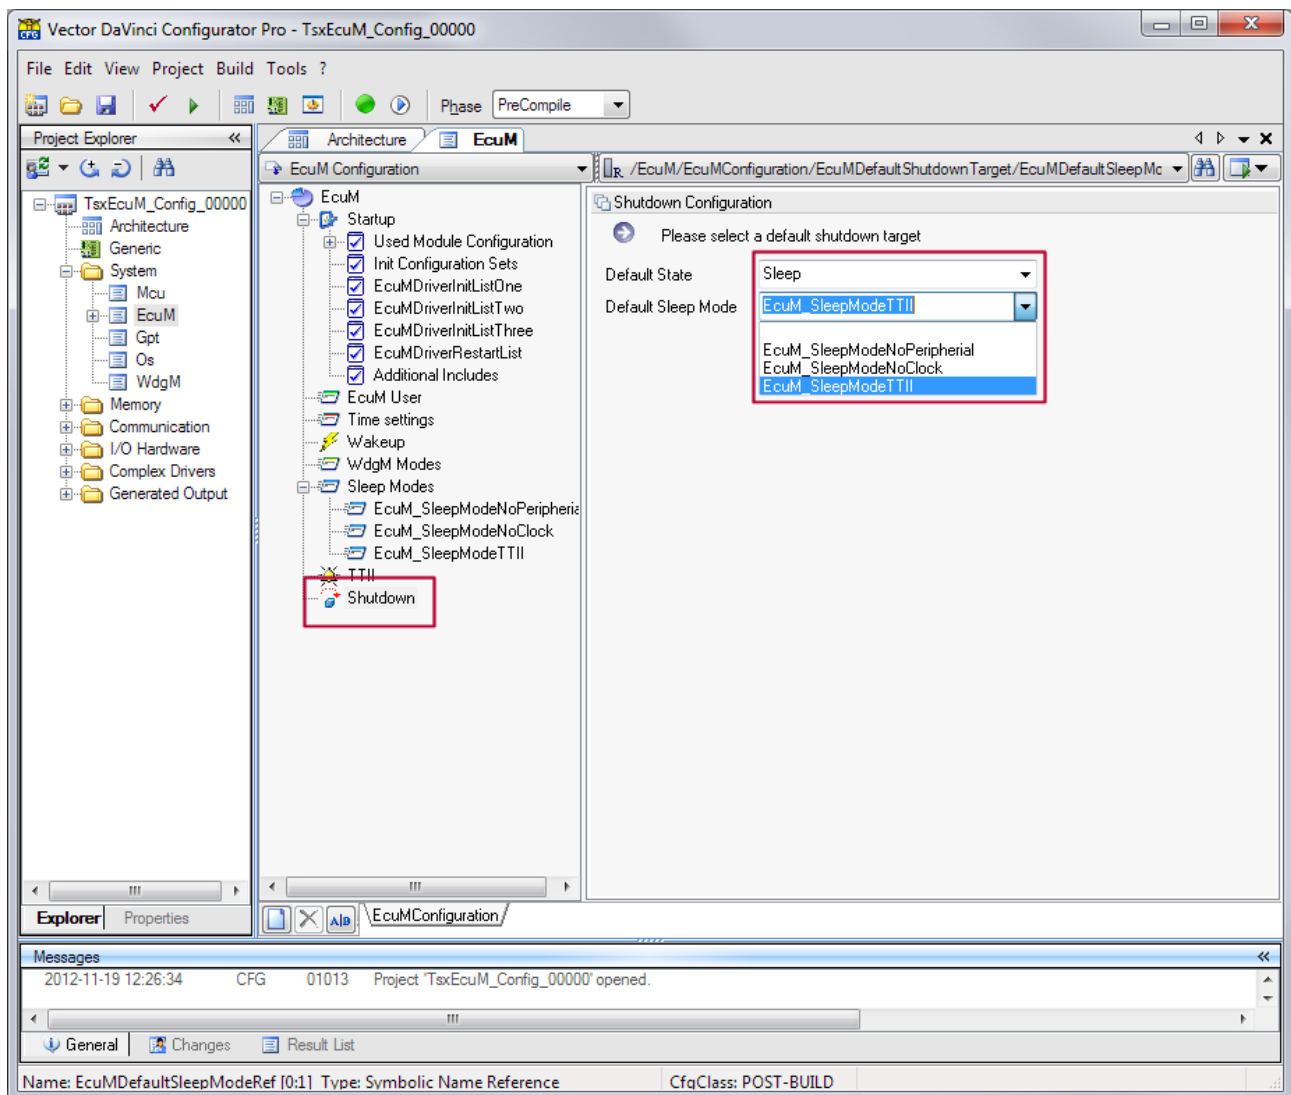 Vector DaVinci Configurator Pro - TsxEcuM_Config_00000
File Edit View Project Build Tools ?
Phase PreCompile
Project Explorer
Architecture
EcuM
EcuM Configuration
/EcuM/EcuMConfiguration/EcuMDefaultShutdownTarget/EcuMDefaultSleepMc
TsxEcuM_Config_00000
Architecture
Generic
System
Mcu
EcuM
Gpt
Os
WdgM
Memory
Communication
I/O Hardware
Complex Drivers
Generated Output
EcuM
Startup
Used Module Configuration
Init Configuration Sets
EcuMDriverInitListOne
EcuMDriverInitListTwo
EcuMDriverInitListThree
EcuMDriverRestartList
Additional Includes
EcuM User
Time settings
Wakeup
WdgM Modes
Sleep Modes
EcuM_SleepModeNoPeripheria
EcuM_SleepModeNoClock
EcuM_SleepModeTTII
TTII
Shutdown
Shutdown Configuration
Please select a default shutdown target
Default State Sleep
Default Sleep Mode EcuM_SleepModeTTII
EcuM_SleepModeNoPeripherial
EcuM_SleepModeNoClock
EcuM_SleepModeTTII
Explorer Properties
A|B
EcuMConfiguration
Messages
2012-11-19 12:26:34 CFG 01013 Project 'TsxEcuM_Config_00000' opened.
General Changes Result List
Name: EcuMDefaultSleepModeRef [0:1] Type: Symbolic Name Reference CfgClass: POST-BUILD